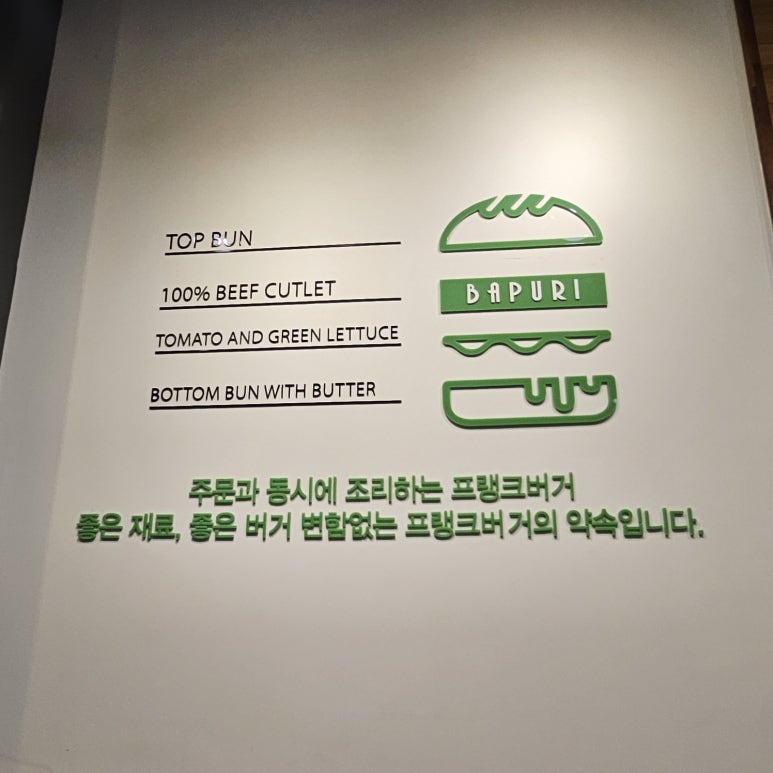 TOP BUN
100% BEEF CUTLET
BAPURI
TOMATO AND GREEN LETTUCE
BOTTOM BUN WITH BUTTER
주문과 동시에 조리하는 프랭크버거
좋은 재료, 좋은 버거 변함없는 프랭크버거의 약속입니다.